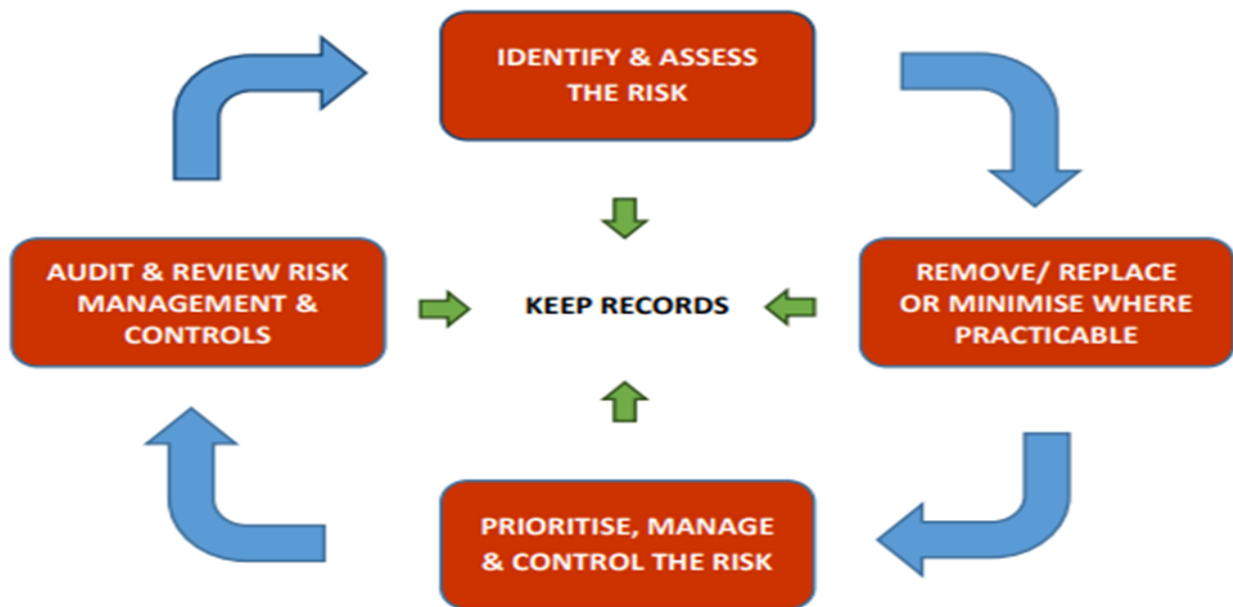 IDENTIFY & ASSESS
THE RISK
AUDIT & REVIEW RISK
MANAGEMENT &
CONTROLS
KEEP RECORDS
REMOVE/ REPLACE
OR MINIMISE WHERE
PRACTICABLE
PRIORITISE, MANAGE
& CONTROL THE RISK